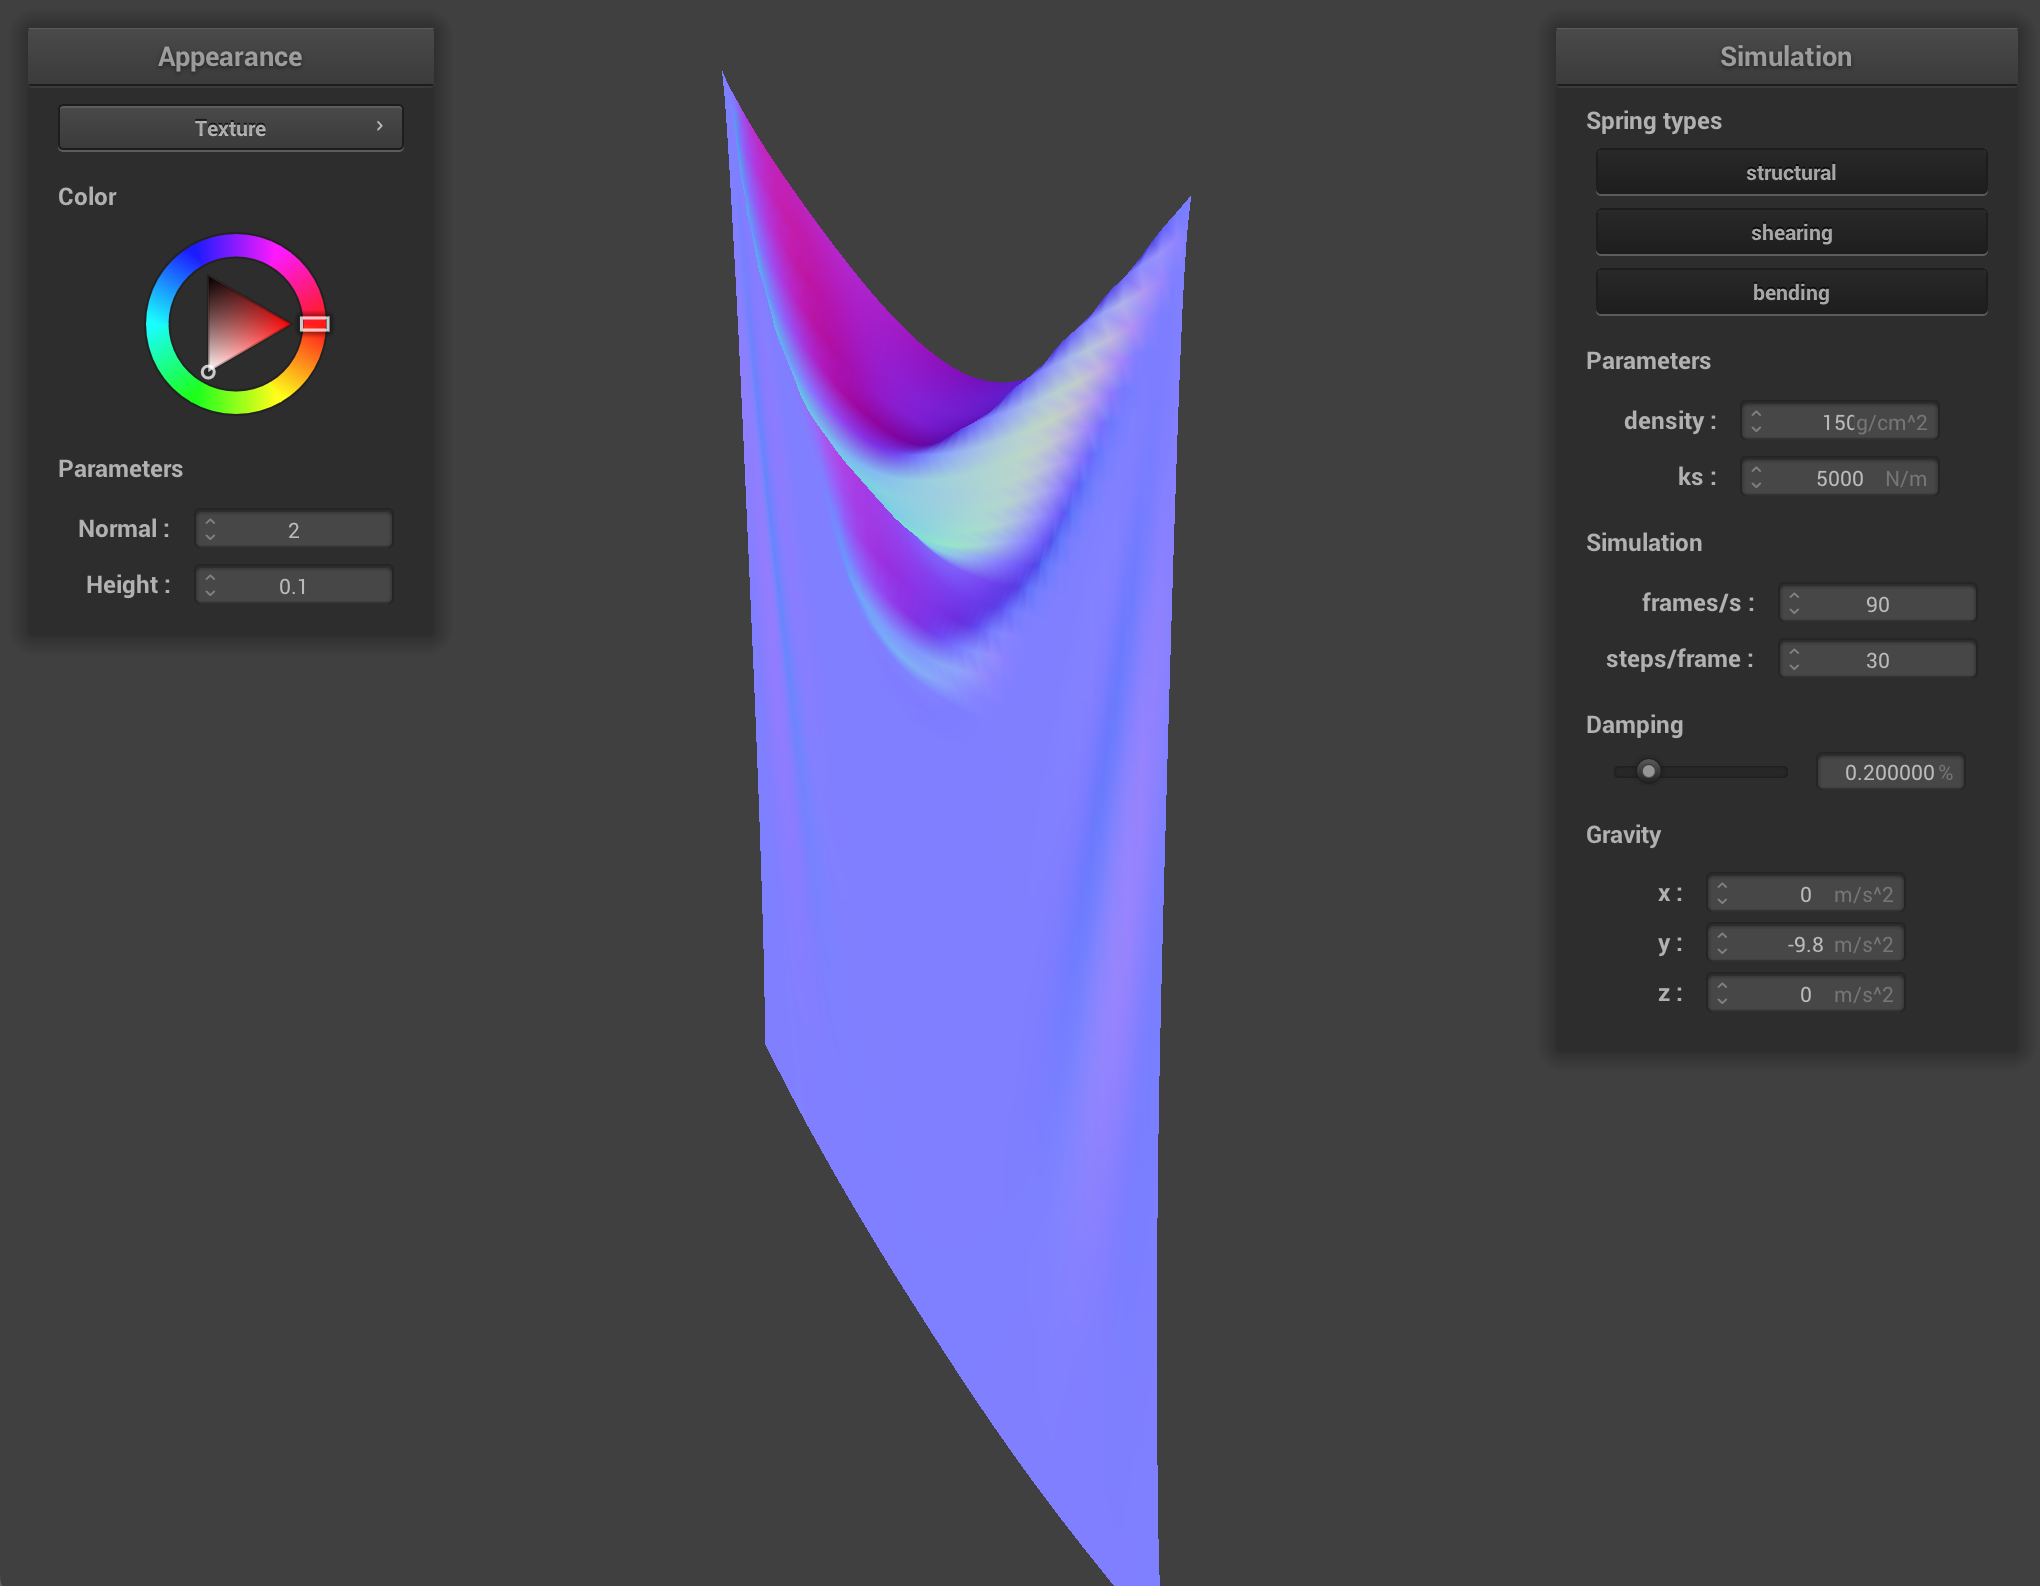 Appearance
Texture
Color
Parameters
Normal : 2
Height : 0.1
Simulation
Spring types
structural
shearing
bending
Parameters
density : 150 g/cm^2
ks : 5000 N/m
Simulation
frames/s : 90
steps/frame : 30
Damping
0.200000 %
Gravity
x : 0 m/s^2
y : -9.8 m/s^2
z : 0 m/s^2